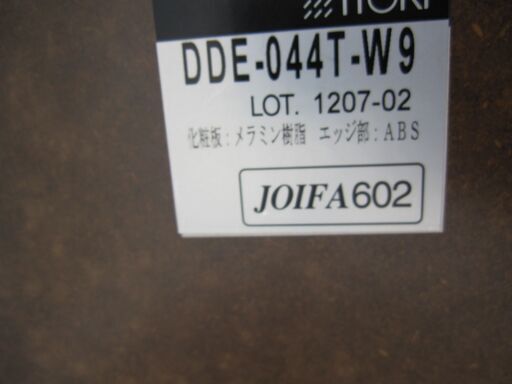 ITOKI
DDE-044T-W9
LOT. 1207-02
化粧板:メラミン樹脂 エッジ部:ABS
JOIFA602